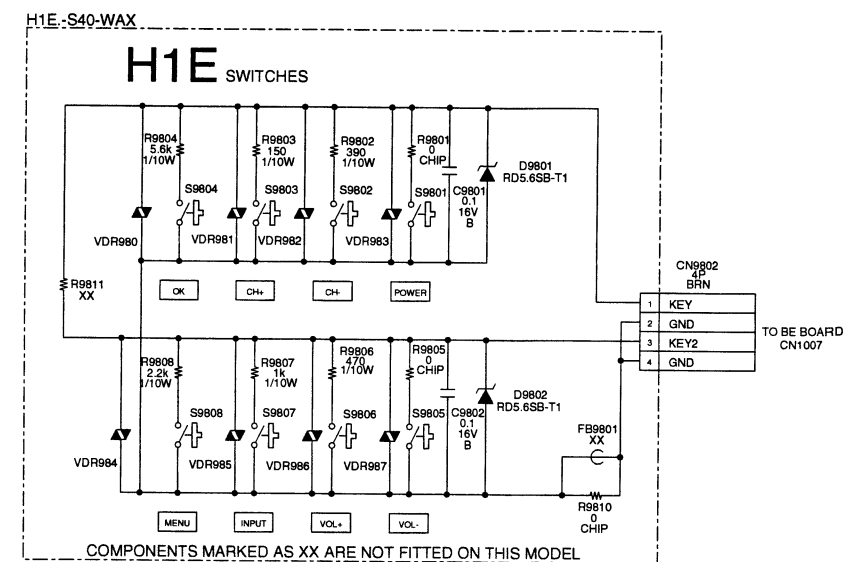 H1E.-S40-WAX
H1E SWITCHES
R9804
5.6k
1/10W
R9803
150
1/10W
R9802
390
1/10W
R9801
0
CHIP
D9801
RD5.6SB-T1
C9801
0.1
16V
B
S9804
S9803
S9802
S9801
VDR980
VDR981
VDR982
VDR983
R9811
XX
OK
CH+
CH-
POWER
CN9802
4P
BRN
1 KEY
2 GND
3 KEY2
4 GND
TO BE BOARD
CN1007
R9808
2.2k
1/10W
R9807
1k
1/10W
R9806
470
1/10W
R9805
0
CHIP
D9802
RD5.6SB-T1
C9802
0.1
16V
B
S9808
S9807
S9806
S9805
VDR984
VDR985
VDR986
VDR987
FB9801
XX
R9810
0
CHIP
MENU
INPUT
VOL+
VOL-
COMPONENTS MARKED AS XX ARE NOT FITTED ON THIS MODEL